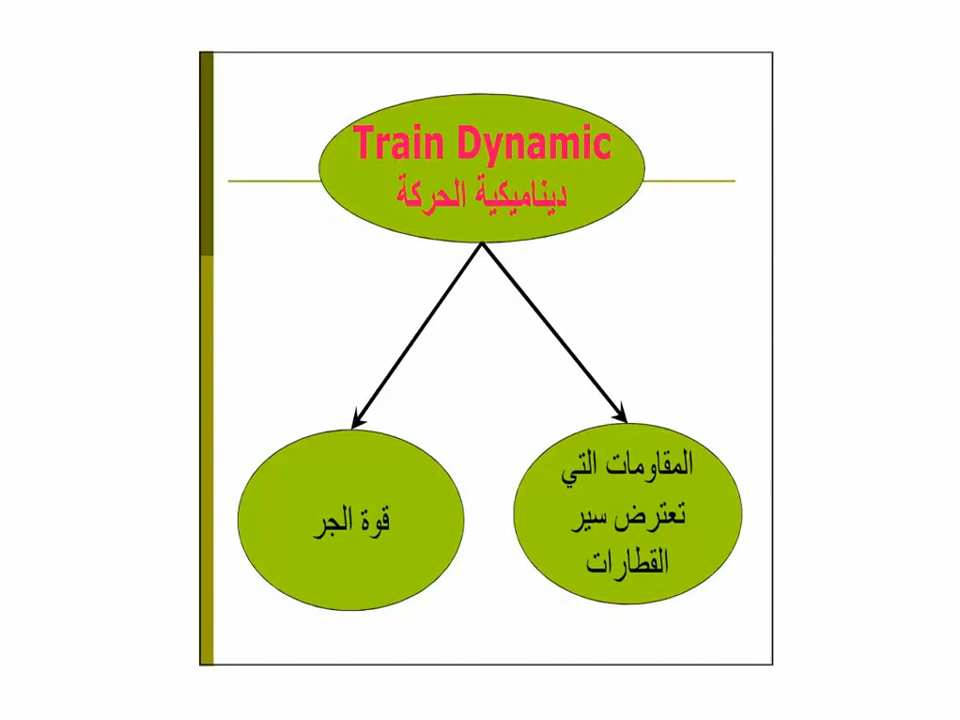 Train Dynamic
ديناميكية الحركة
المقاومات التي
تعترض سير
القطارات
قوة الجر